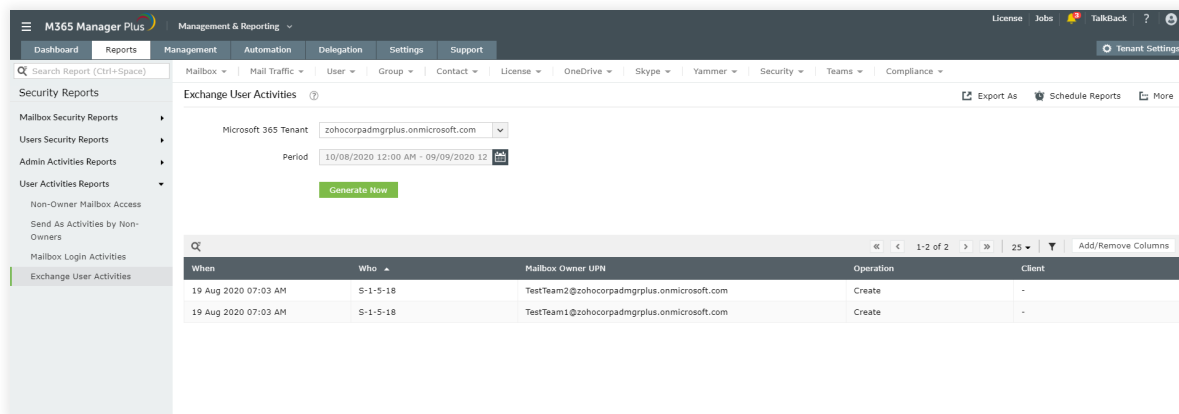 M365 Manager Plus
Management & Reporting
License Jobs 3 TalkBack ?
Dashboard Reports Management Automation Delegation Settings Support
Tenant Settings
Search Report (Ctrl+Space)
Mailbox Mail Traffic User Group Contact License OneDrive Skype Yammer Security Teams Compliance
Security Reports
Mailbox Security Reports
Users Security Reports
Admin Activities Reports
User Activities Reports
Non-Owner Mailbox Access
Send As Activities by Non-
Owners
Mailbox Login Activities
Exchange User Activities
Exchange User Activities ?
Export As Schedule Reports More
Microsoft 365 Tenant zohocorpadmgrplus.onmicrosoft.com
Period 10/08/2020 12:00 AM - 09/09/2020 12
Generate Now
1-2 of 2 25 Add/Remove Columns
When Who Mailbox Owner UPN Operation Client
19 Aug 2020 07:03 AM S-1-5-18 TestTeam2@zohocorpadmgrplus.onmicrosoft.com Create -
19 Aug 2020 07:03 AM S-1-5-18 TestTeam1@zohocorpadmgrplus.onmicrosoft.com Create -